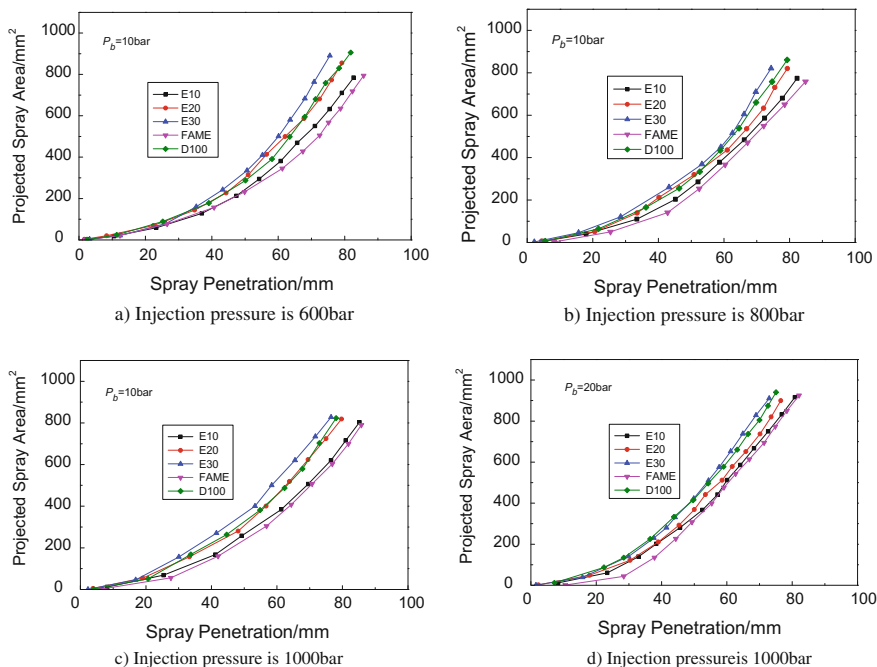 1000
800
600
400
200
0
Projected Spray Area/mm²
P_b=10bar
E10
E20
E30
FAME
D100
0 20 40 60 80 100
Spray Penetration/mm
a) Injection pressure is 600bar
1000
800
600
400
200
0
Projected Spray Area/mm²
P_b=10bar
E10
E20
E30
FAME
D100
0 20 40 60 80 100
Spray Penetration/mm
b) Injection pressure is 800bar
1000
800
600
400
200
0
Projected Spray Area/mm²
P_b=10bar
E10
E20
E30
FAME
D100
0 20 40 60 80 100
Spray Penetration/mm
c) Injection pressure is 1000bar
1000
800
600
400
200
0
Projected Spray Aera/mm²
P_b=20bar
E10
E20
E30
FAME
D100
0 20 40 60 80 100
Spray Penetration/mm
d) Injection pressureis 1000bar